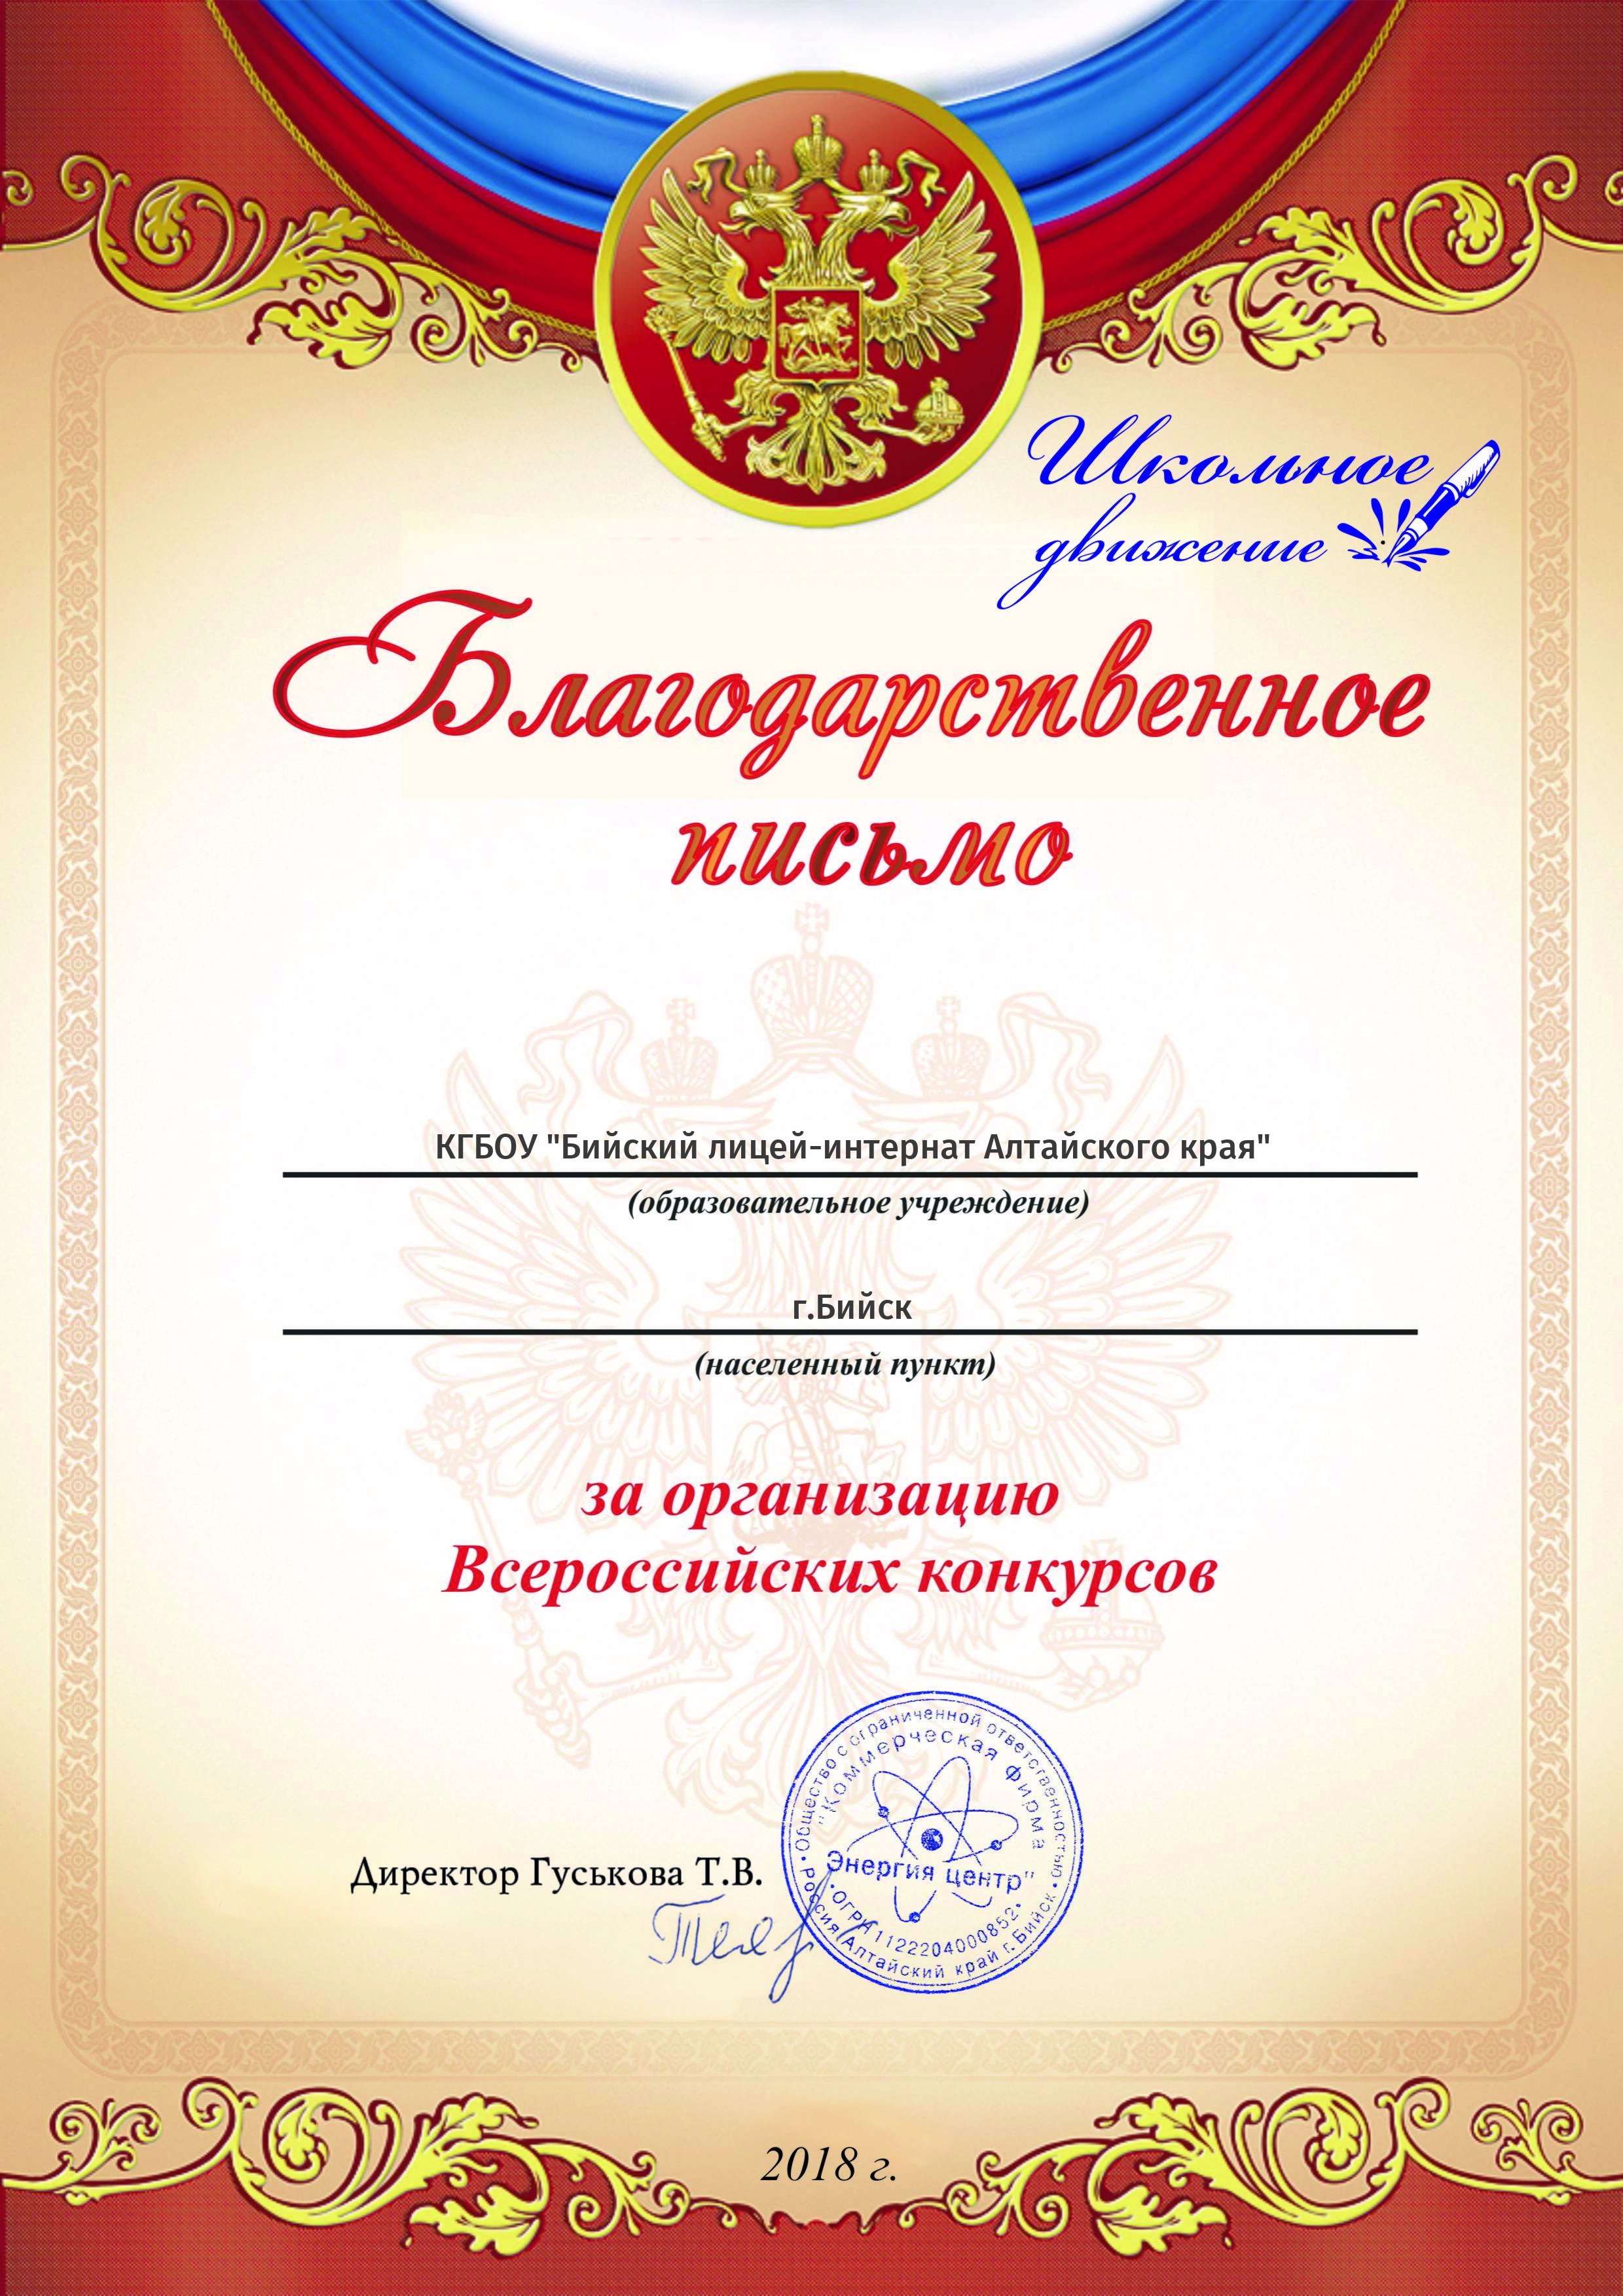 Школьное
движение
Благодарственное
письмо
КГБОУ "Бийский лицей-интернат Алтайского края"
(образовательное учреждение)
г.Бийск
(населенный пункт)
за организацию
Всероссийских конкурсов
Директор Гуськова Т.В.
Общество с ограниченной ответственностью
"Коммерческая фирма
Энергия центр"
ОГРН 1122204000852
Россия Алтайский край г. Бийск
2018 г.